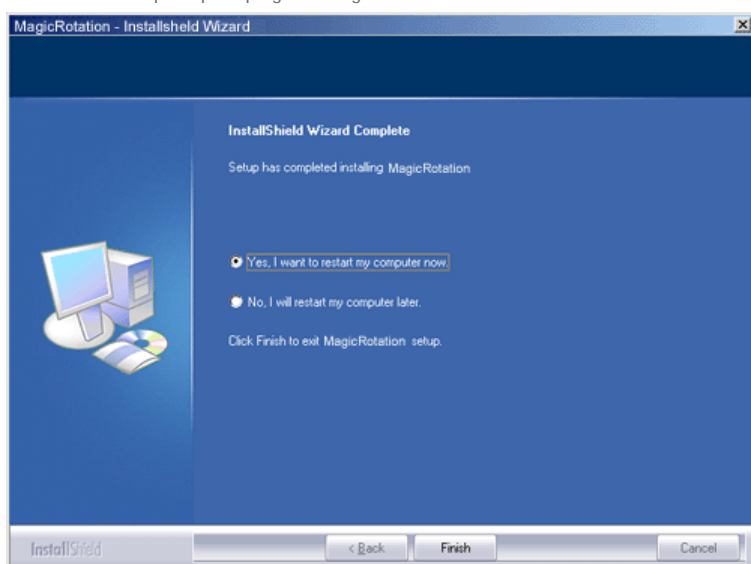 MagicRotation - Installsheld Wizard
InstallShield Wizard Complete
Setup has completed installing MagicRotation
Yes, I want to restart my computer now.
No, I will restart my computer later.
Click Finish to exit MagicRotation setup.
InstallShield
< Back
Finish
Cancel